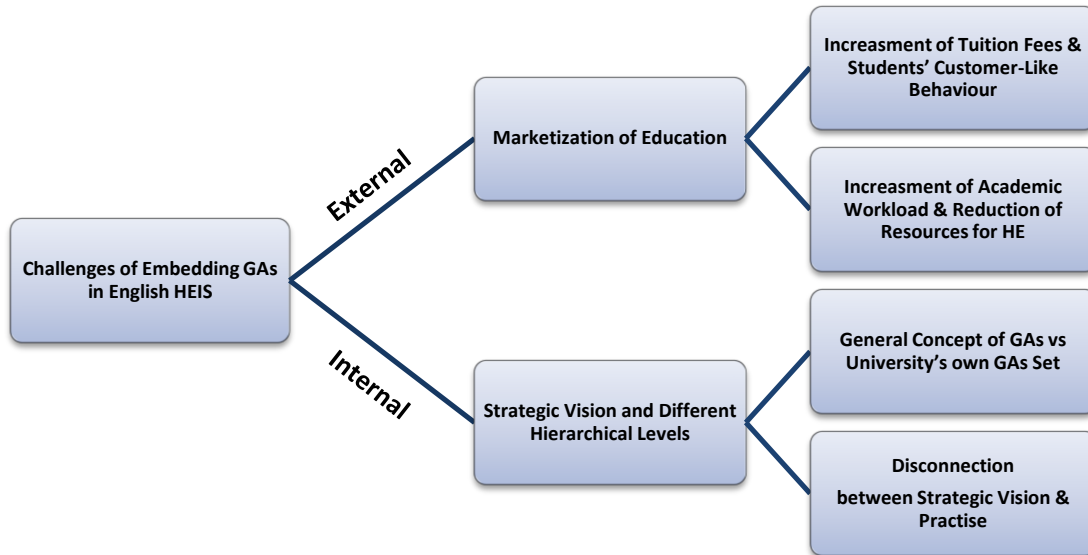 Challenges of Embedding GAs
in English HEIS
External
Internal
Marketization of Education
Strategic Vision and Different
Hierarchical Levels
Increasment of Tuition Fees &
Students’ Customer-Like
Behaviour
Increasment of Academic
Workload & Reduction of
Resources for HE
General Concept of GAs vs
University’s own GAs Set
Disconnection
between Strategic Vision &
Practise